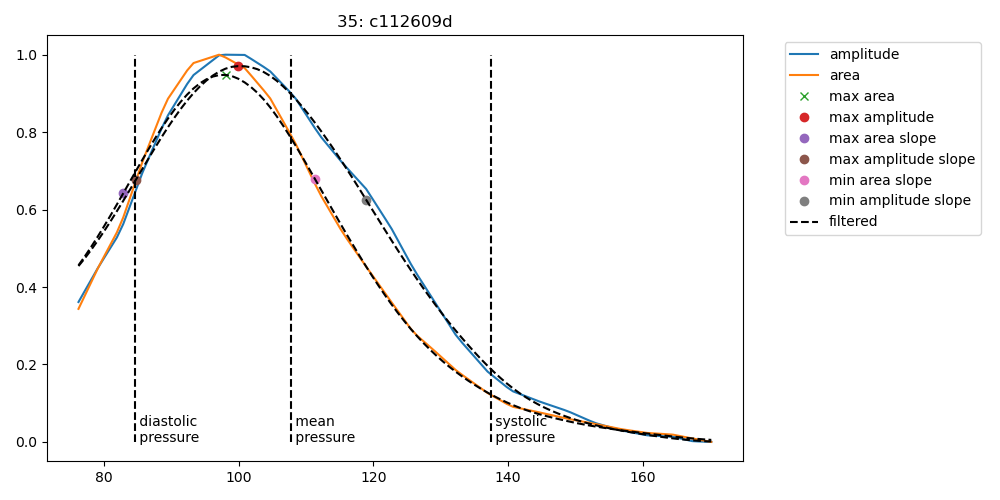 35: c112609d
1.0
0.8
0.6
0.4
0.2
0.0
80
100
120
140
160
diastolic
pressure
mean
pressure
systolic
pressure
amplitude
area
max area
max amplitude
max area slope
max amplitude slope
min area slope
min amplitude slope
filtered